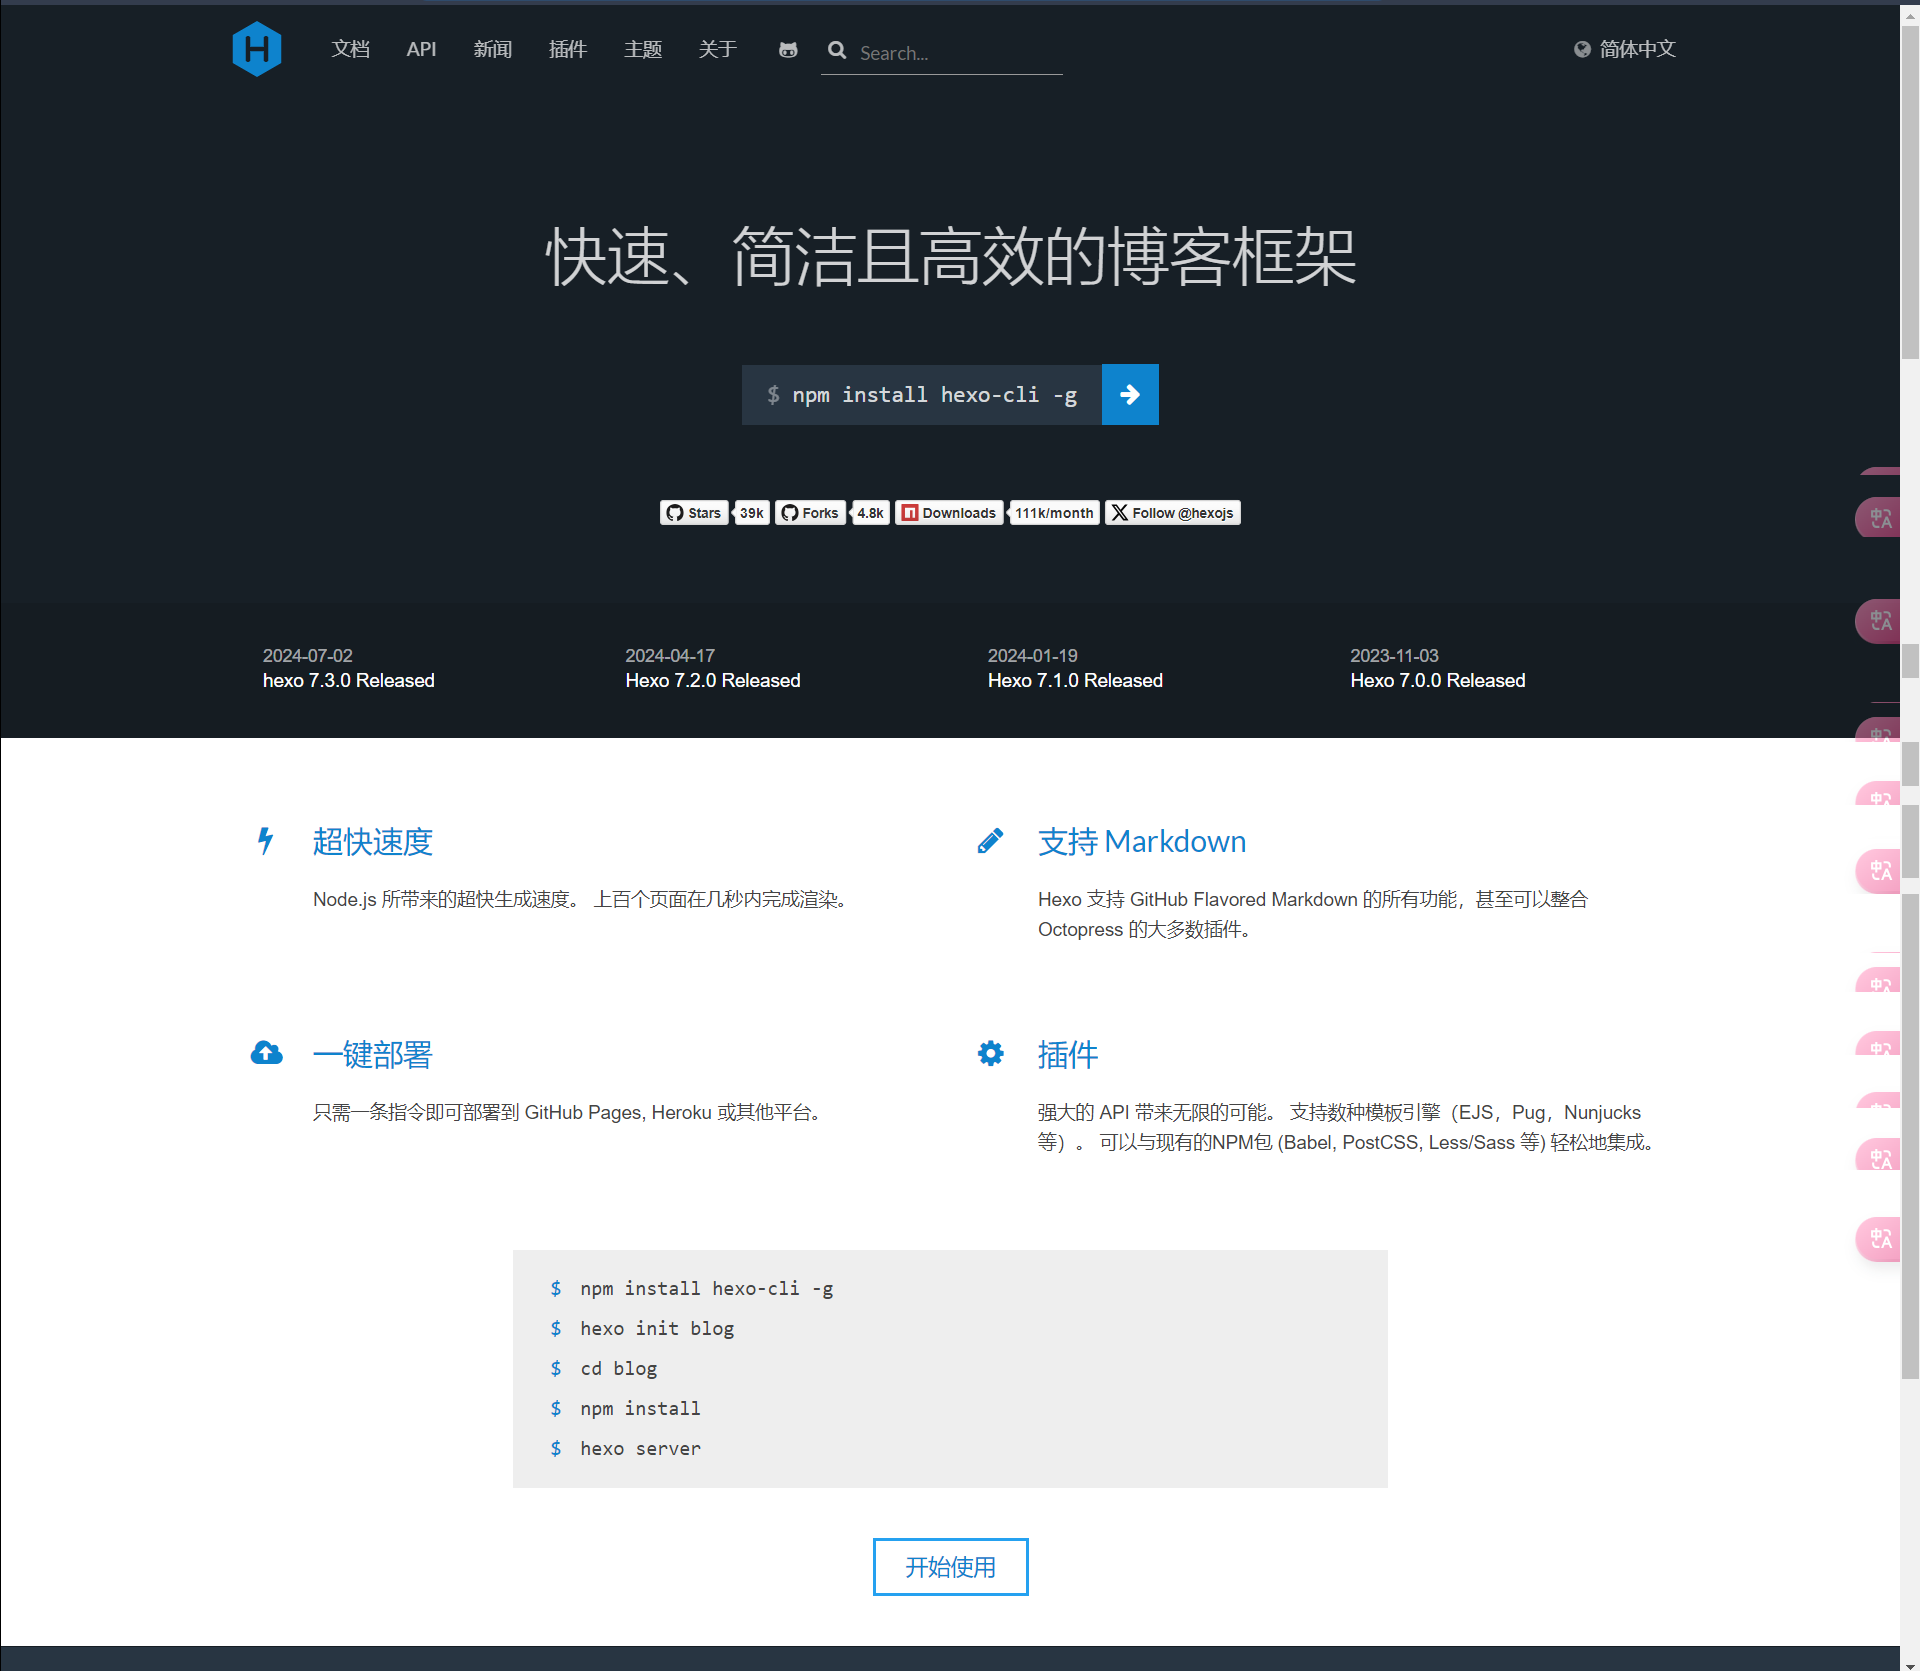 H
文档 API 新闻 插件 主题 关于 Search... 简体中文
快速、简洁且高效的博客框架
$ npm install hexo-cli -g
Stars 39k Forks 4.8k Downloads 111k/month Follow @hexojs
2024-07-02
hexo 7.3.0 Released
2024-04-17
Hexo 7.2.0 Released
2024-01-19
Hexo 7.1.0 Released
2023-11-03
Hexo 7.0.0 Released
超快速度
Node.js 所带来的超快生成速度。 上百个页面在几秒内完成渲染。
支持 Markdown
Hexo 支持 GitHub Flavored Markdown 的所有功能，甚至可以整合
Octopress 的大多数插件。
一键部署
只需一条指令即可部署到 GitHub Pages, Heroku 或其他平台。
插件
强大的 API 带来无限的可能。 支持数种模板引擎（EJS，Pug，Nunjucks
等）。 可以与现有的NPM包 (Babel, PostCSS, Less/Sass 等) 轻松地集成。
$ npm install hexo-cli -g
$ hexo init blog
$ cd blog
$ npm install
$ hexo server
开始使用